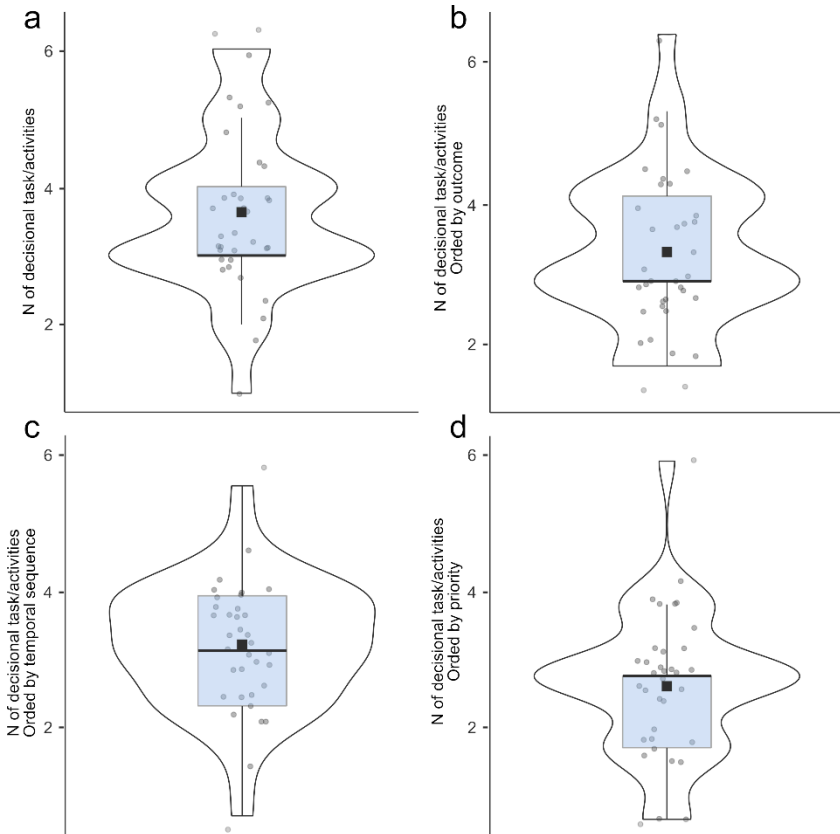 a
N of decisional task/activities
6
4
2
b
N of decisional task/activities
Orded by outcome
6
4
2
c
N of decisional task/activities
Orded by temporal sequence
6
4
2
d
N of decisional task/activities
Orded by priority
6
4
2